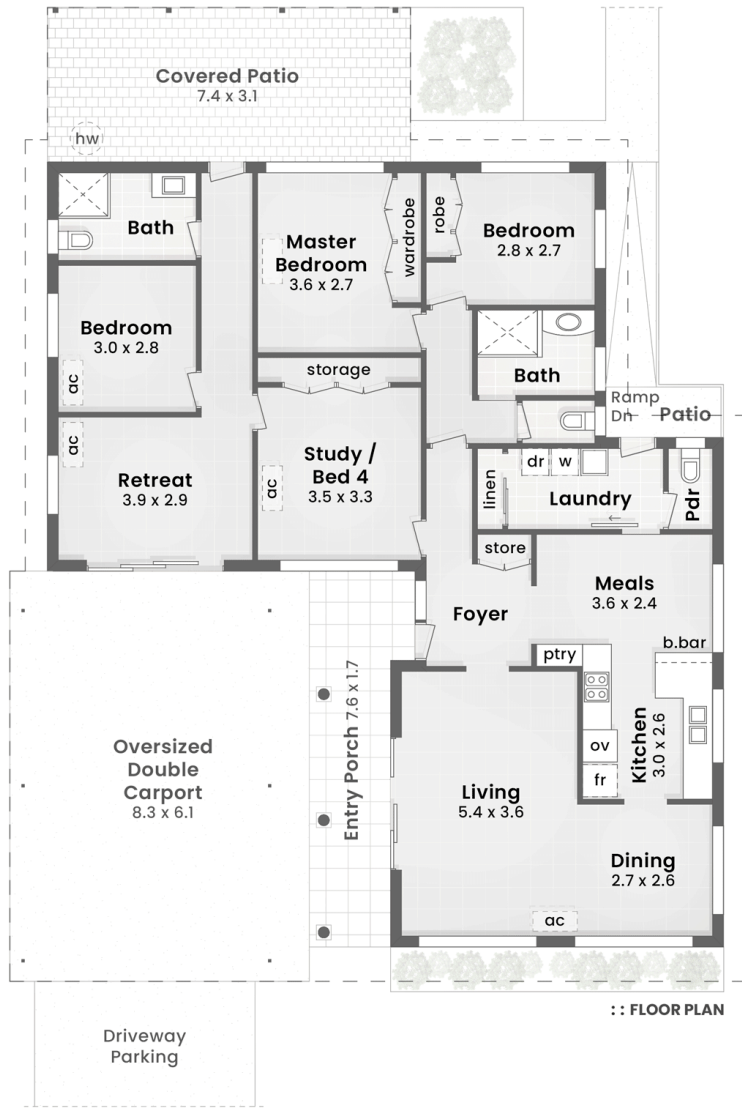 Covered Patio
7.4 x 3.1
hw
Bath
Master
Bedroom
3.6 x 2.7
wardrobe
robe
Bedroom
2.8 x 2.7
Bedroom
3.0 x 2.8
ac
storage
Bath
Ramp
Dn
Patio
ac
Retreat
3.9 x 2.9
Study /
Bed 4
3.5 x 3.3
ac
linen
dr
w
Laundry
Pdr
store
Meals
3.6 x 2.4
Foyer
b.bar
ptry
Entry Porch 7.6 x 1.7
Oversized
Double
Carport
8.3 x 6.1
Living
5.4 x 3.6
ov
fr
Kitchen
3.0 x 2.6
Dining
2.7 x 2.6
ac
:: FLOOR PLAN
Driveway
Parking